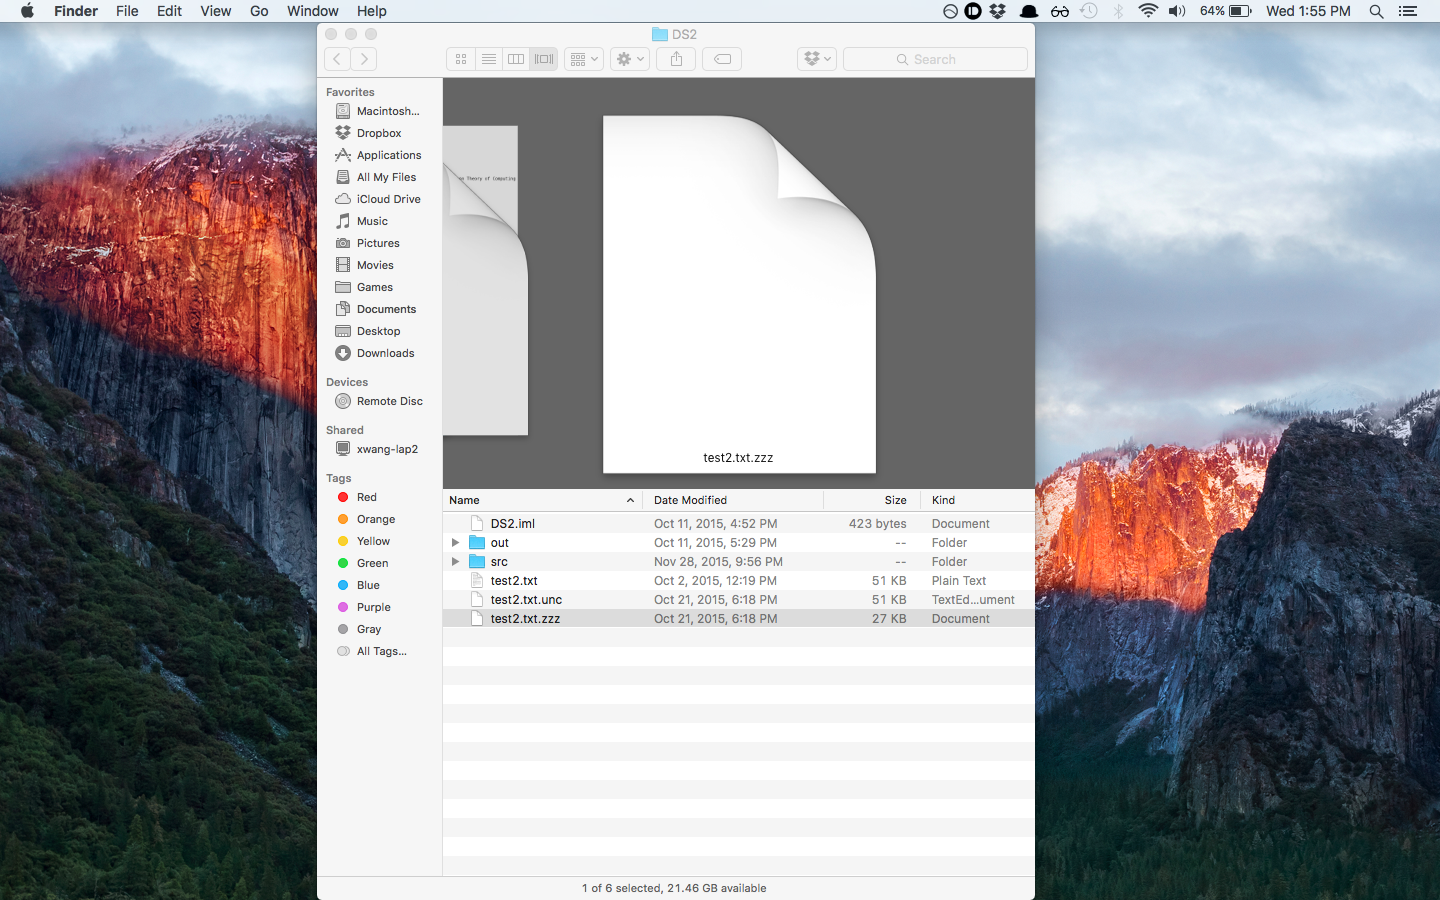 Finder File Edit View Go Window Help 64% Wed 1:55 PM
DS2
Search
Favorites
Macintosh...
Dropbox
Applications
All My Files
iCloud Drive
Music
Pictures
Movies
Games
Documents
Desktop
Downloads
Devices
Remote Disc
Shared
xwang-lap2
Tags
Red
Orange
Yellow
Green
Blue
Purple
Gray
All Tags...
Theory of Computing
test2.txt.zzz
Name Date Modified Size Kind
DS2.iml Oct 11, 2015, 4:52 PM 423 bytes Document
out Oct 11, 2015, 5:29 PM -- Folder
src Nov 28, 2015, 9:56 PM -- Folder
test2.txt Oct 2, 2015, 12:19 PM 51 KB Plain Text
test2.txt.unc Oct 21, 2015, 6:18 PM 51 KB TextEd...ument
test2.txt.zzz Oct 21, 2015, 6:18 PM 27 KB Document
1 of 6 selected, 21.46 GB available